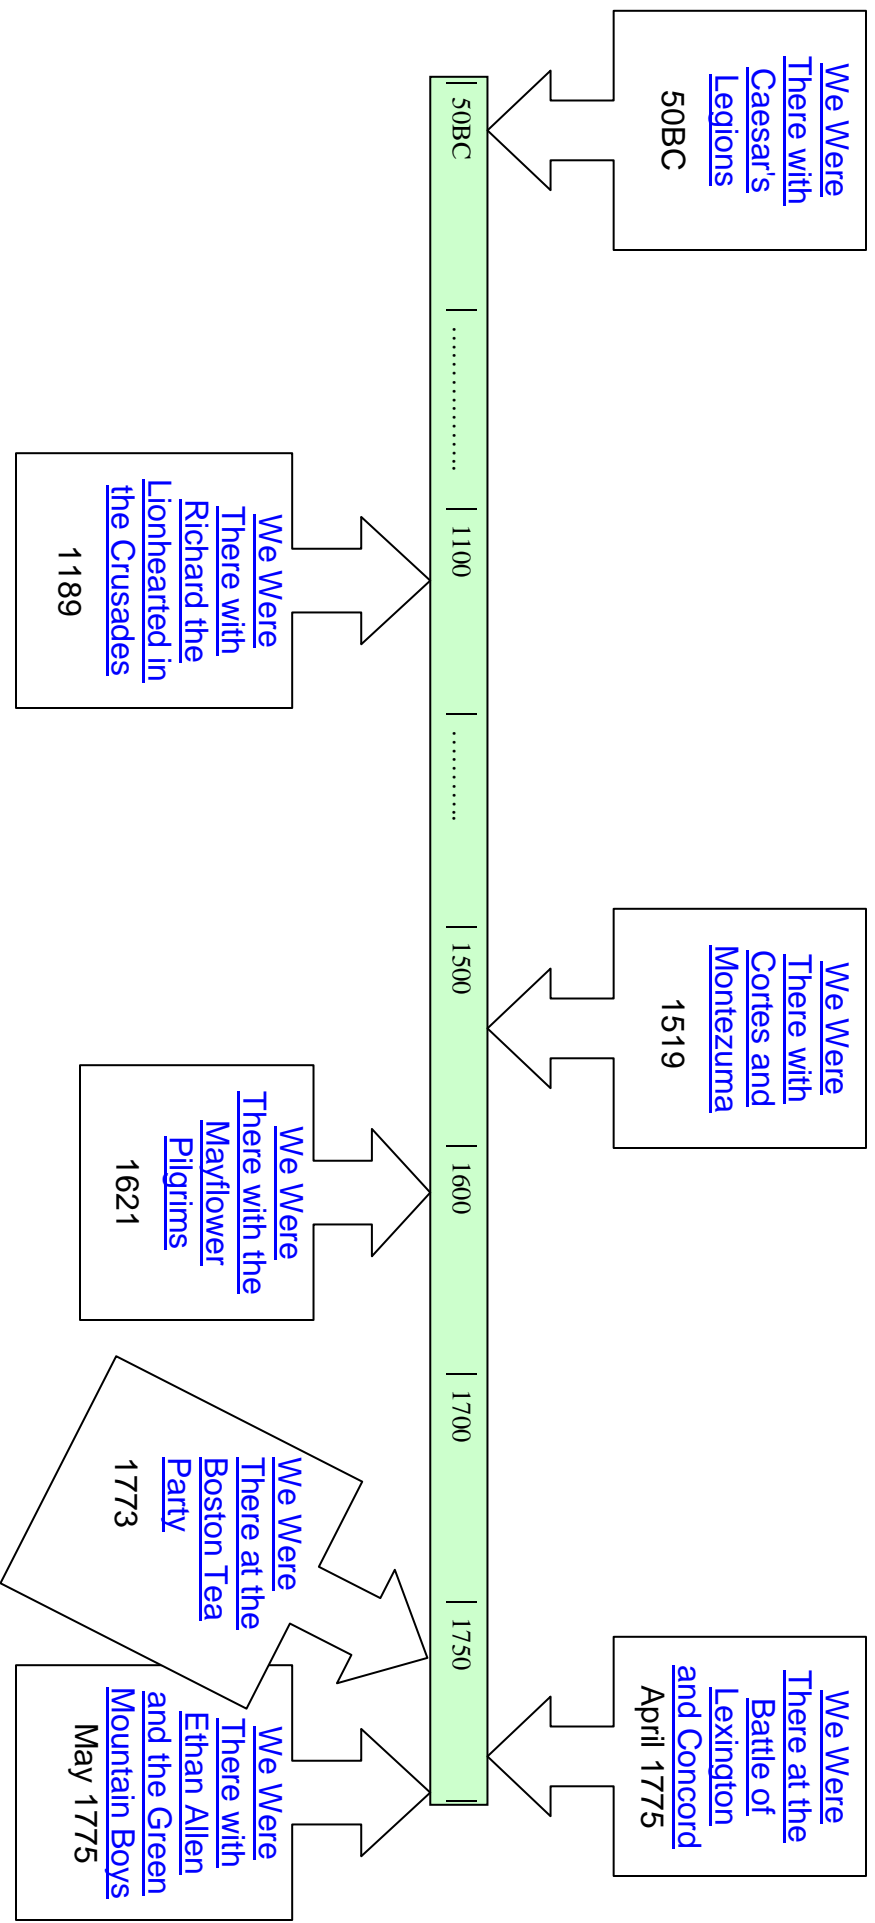 We Were
There with
Caesar's
Legions
50BC
We Were
There with
Cortes and
Montezuma
1519
We Were
There at the
Battle of
Lexington
and Concord
April 1775
50BC
....................
1100
............
1500
1600
1700
1750
We Were
There with
Richard the
Lionhearted in
the Crusades
1189
We Were
There with the
Mayflower
Pilgrims
1621
We Were
There at the
Boston Tea
Party
1773
We Were
There with
Ethan Allen
and the Green
Mountain Boys
May 1775